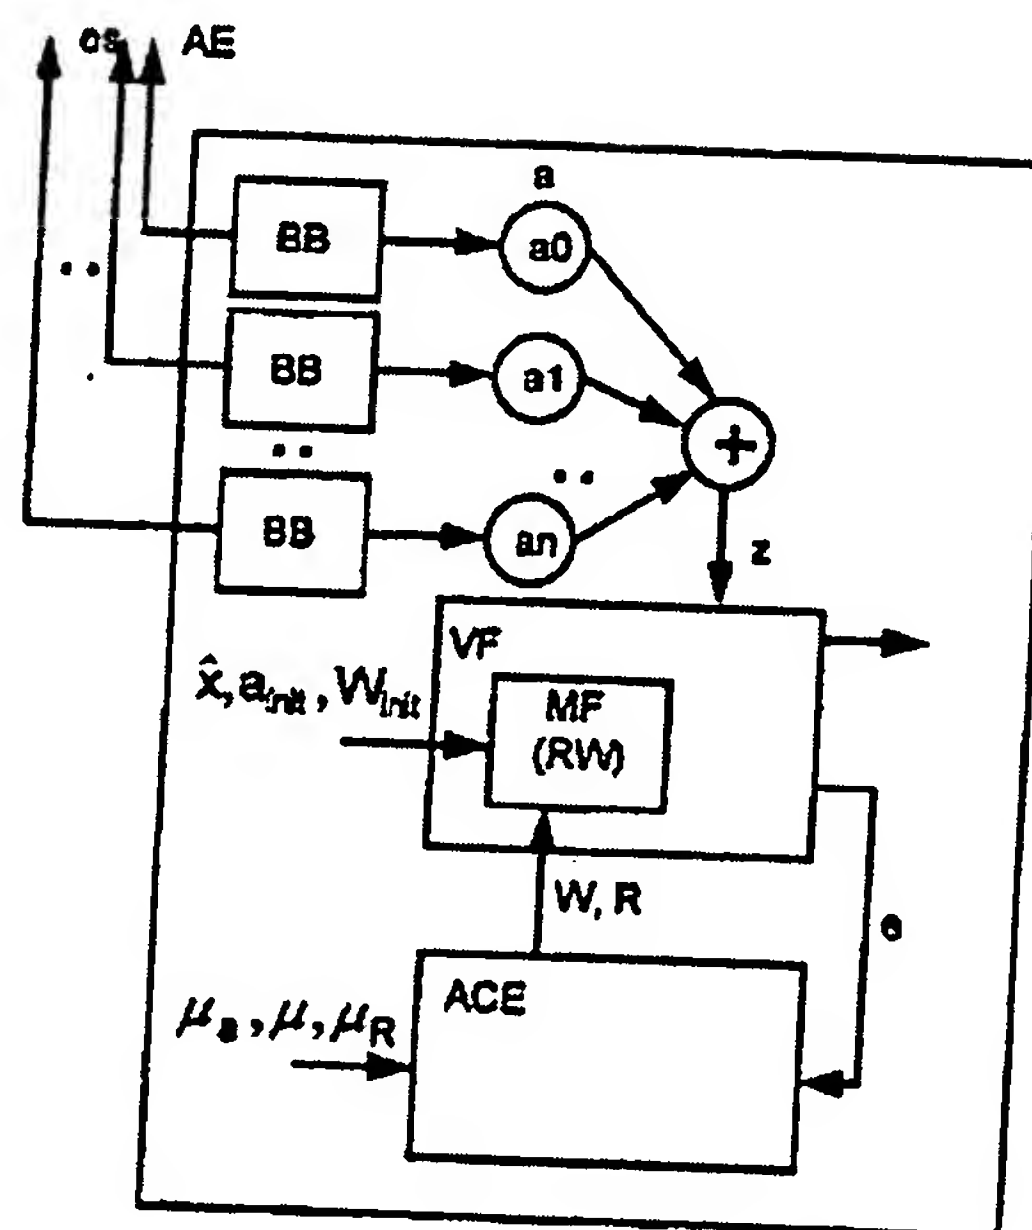 AE
a
BB
a0
BB
a1
+
BB
an
z
VF
x̂, a_init, W_init
MF
(RW)
W, R
e
ACE
μ_a, μ, μ_R